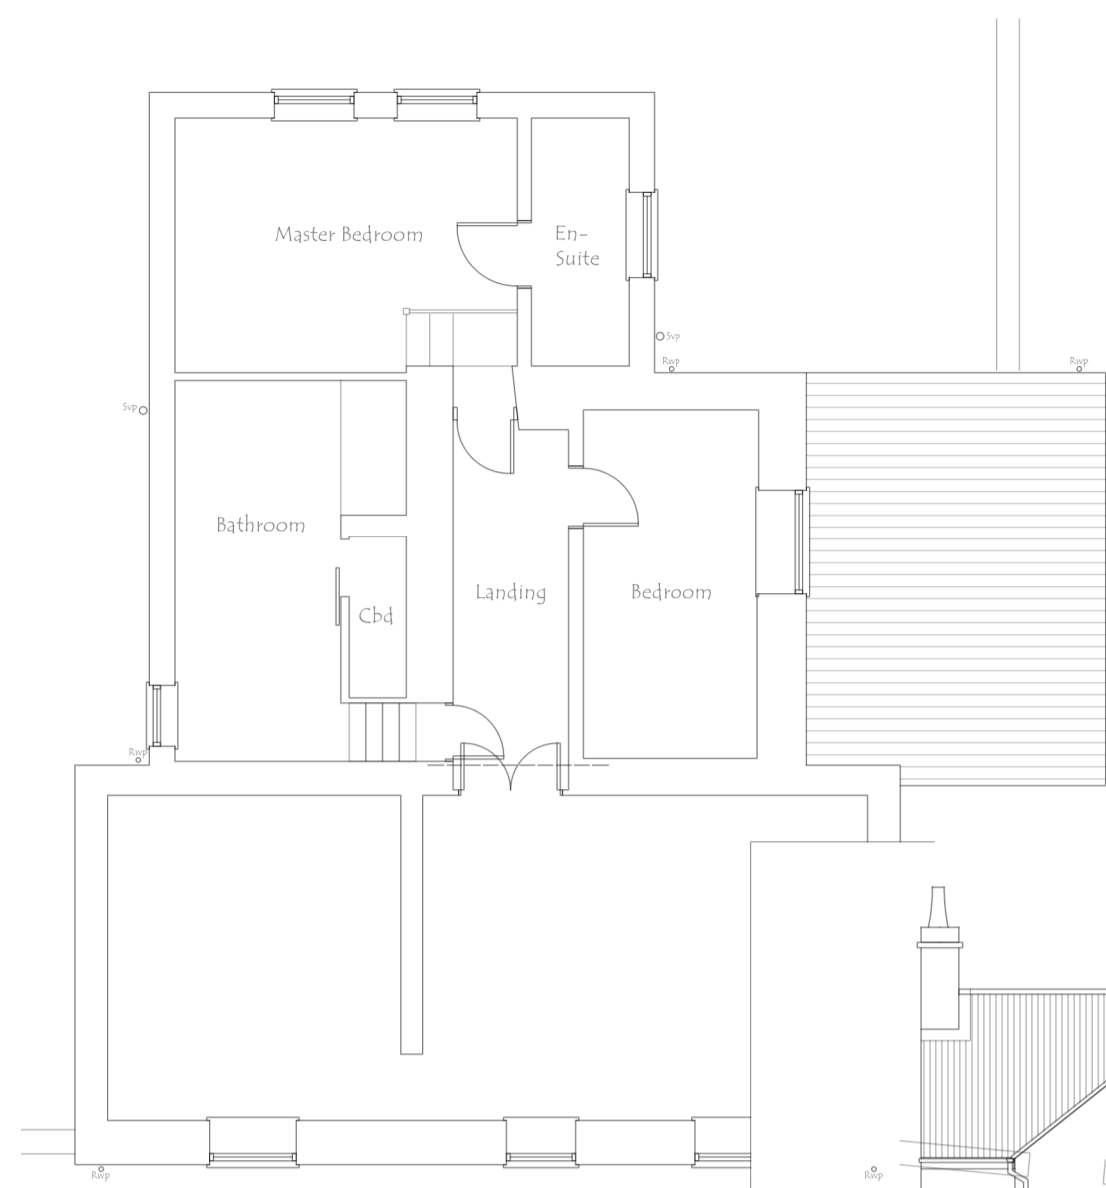 Master Bedroom
En-
Suite
Svp
Rwp
Rwp
Svp
Bathroom
Landing
Bedroom
Cbd
Rwp
Rwp
Rwp